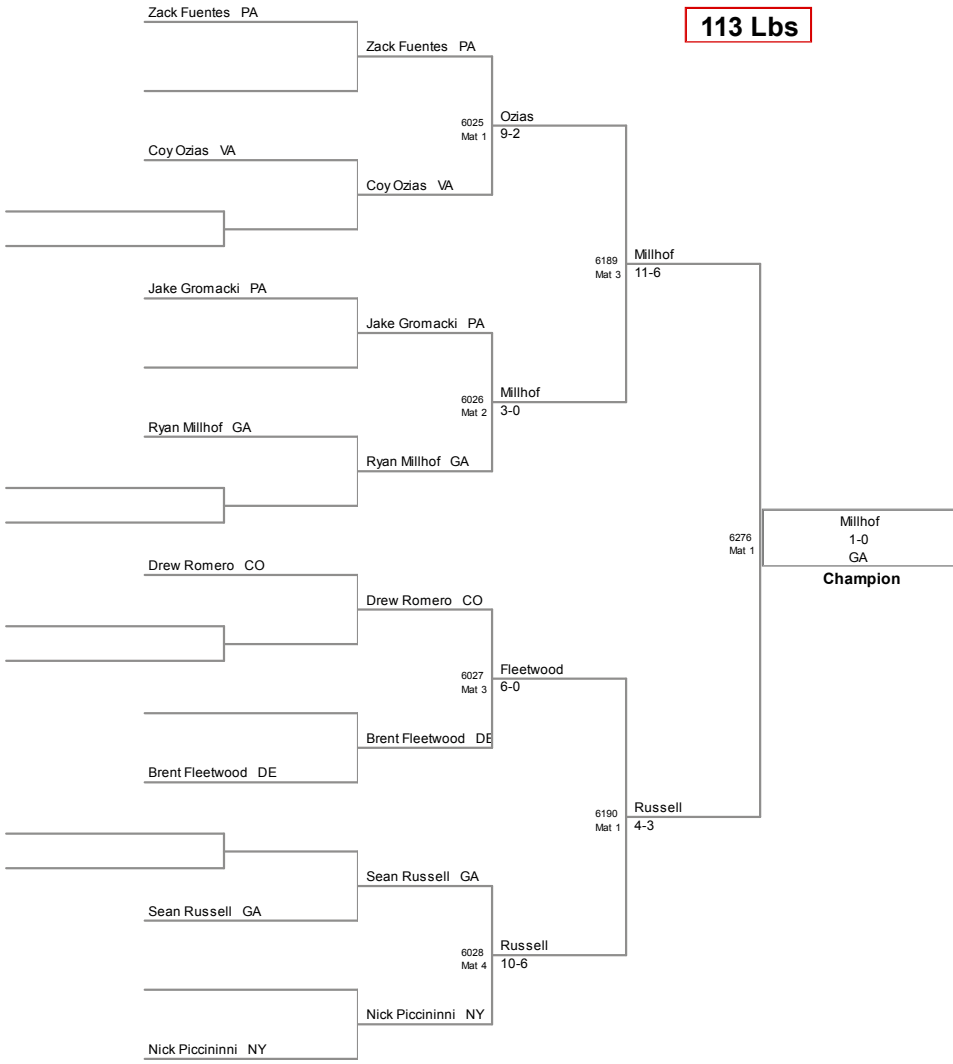 113 Lbs
Zack Fuentes PA
Zack Fuentes PA
6025
Mat 1
Ozias
9-2
Coy Ozias VA
Coy Ozias VA
6189
Mat 3
Millhof
11-6
Jake Gromacki PA
Jake Gromacki PA
6026
Mat 2
Millhof
3-0
Ryan Millhof GA
Ryan Millhof GA
6276
Mat 1
Millhof
1-0
GA
Champion
Drew Romero CO
Drew Romero CO
6027
Mat 3
Fleetwood
6-0
Brent Fleetwood DE
Brent Fleetwood DE
6190
Mat 1
Russell
4-3
Sean Russell GA
Sean Russell GA
6028
Mat 4
Russell
10-6
Nick Piccininni NY
Nick Piccininni NY